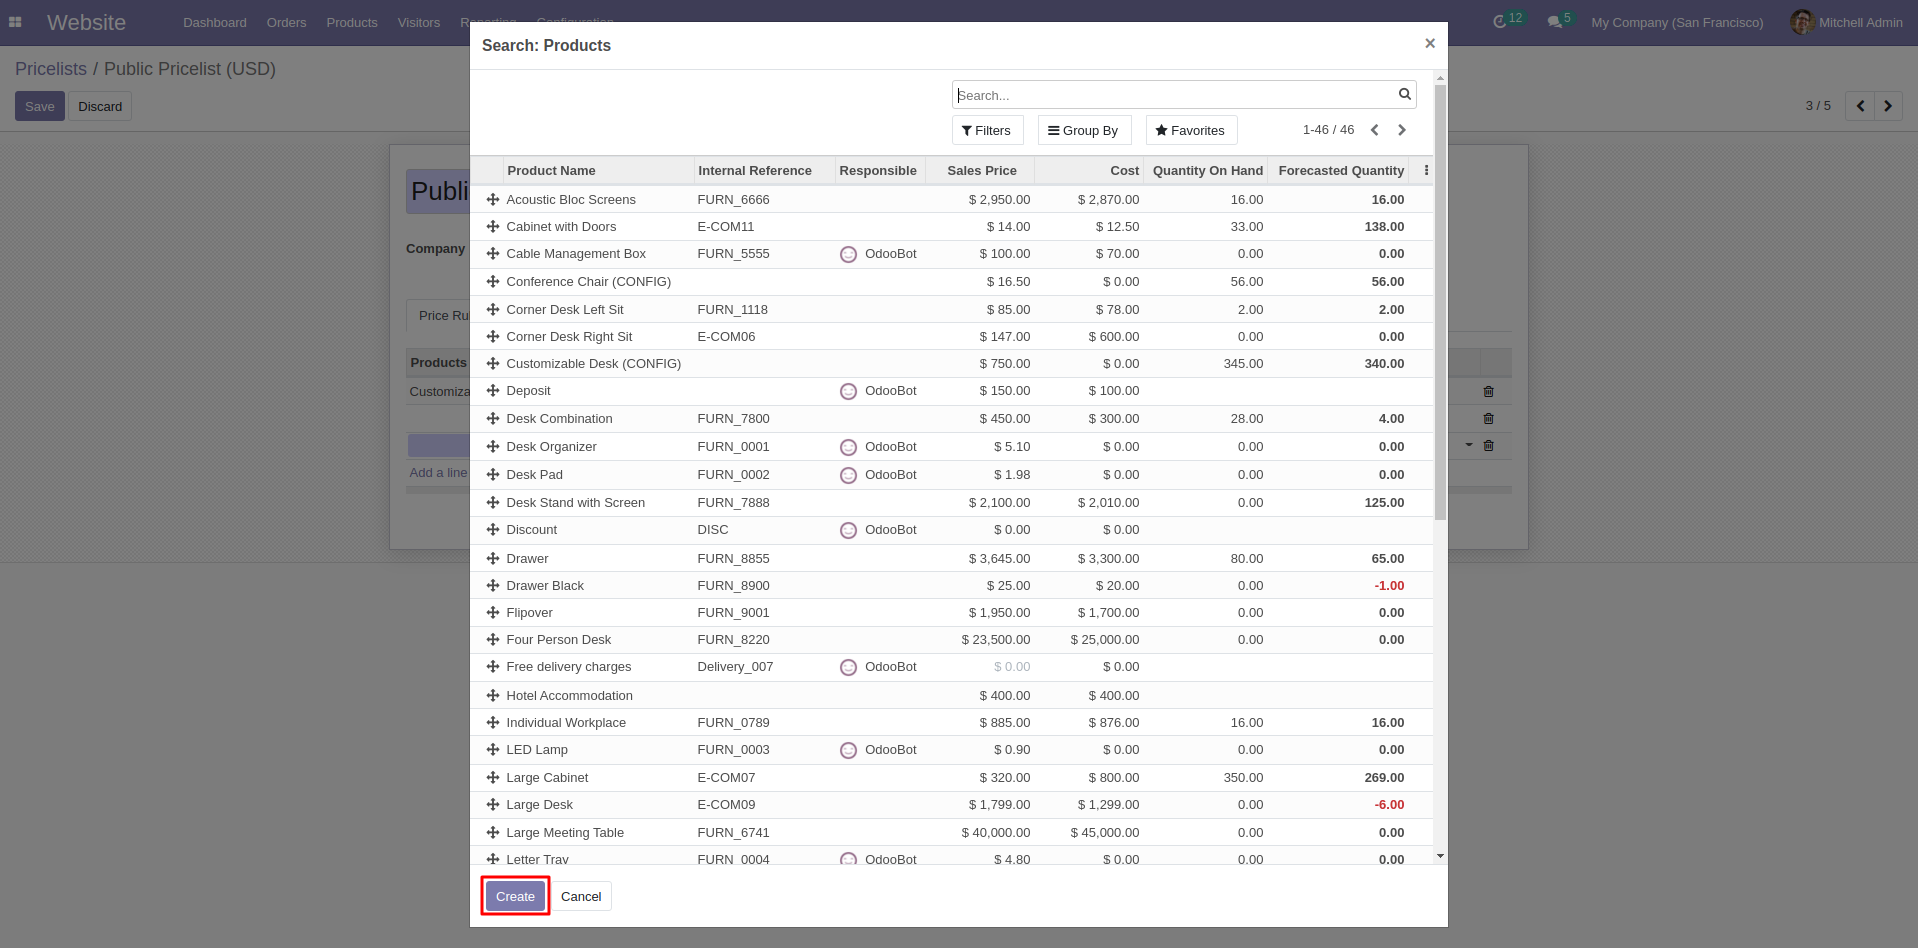 Website Dashboard Orders Products Visitors 12 5 My Company (San Francisco) Mitchell Admin
Pricelists / Public Pricelist (USD)
Save Discard 3 / 5
Publi
Company
Price Ru
Products
Customiza
Add a line
Search: Products ×
Search...
Filters Group By Favorites 1-46 / 46
Product Name Internal Reference Responsible Sales Price Cost Quantity On Hand Forecasted Quantity
Acoustic Bloc Screens FURN_6666 $ 2,950.00 $ 2,870.00 16.00 16.00
Cabinet with Doors E-COM11 $ 14.00 $ 12.50 33.00 138.00
Cable Management Box FURN_5555 OdooBot $ 100.00 $ 70.00 0.00 0.00
Conference Chair (CONFIG) $ 16.50 $ 0.00 56.00 56.00
Corner Desk Left Sit FURN_1118 $ 85.00 $ 78.00 2.00 2.00
Corner Desk Right Sit E-COM06 $ 147.00 $ 600.00 0.00 0.00
Customizable Desk (CONFIG) $ 750.00 $ 0.00 345.00 340.00
Deposit OdooBot $ 150.00 $ 100.00
Desk Combination FURN_7800 $ 450.00 $ 300.00 28.00 4.00
Desk Organizer FURN_0001 OdooBot $ 5.10 $ 0.00 0.00 0.00
Desk Pad FURN_0002 OdooBot $ 1.98 $ 0.00 0.00 0.00
Desk Stand with Screen FURN_7888 $ 2,100.00 $ 2,010.00 0.00 125.00
Discount DISC OdooBot $ 0.00 $ 0.00
Drawer FURN_8855 $ 3,645.00 $ 3,300.00 80.00 65.00
Drawer Black FURN_8900 $ 25.00 $ 20.00 0.00 -1.00
Flipover FURN_9001 $ 1,950.00 $ 1,700.00 0.00 0.00
Four Person Desk FURN_8220 $ 23,500.00 $ 25,000.00 0.00 0.00
Free delivery charges Delivery_007 OdooBot $ 0.00 $ 0.00
Hotel Accommodation $ 400.00 $ 400.00
Individual Workplace FURN_0789 $ 885.00 $ 876.00 16.00 16.00
LED Lamp FURN_0003 OdooBot $ 0.90 $ 0.00 0.00 0.00
Large Cabinet E-COM07 $ 320.00 $ 800.00 350.00 269.00
Large Desk E-COM09 $ 1,799.00 $ 1,299.00 0.00 -6.00
Large Meeting Table FURN_6741 $ 40,000.00 $ 45,000.00 0.00 0.00
Letter Tray FURN_0004 OdooBot $ 4.80 $ 0.00 0.00 0.00
Create Cancel